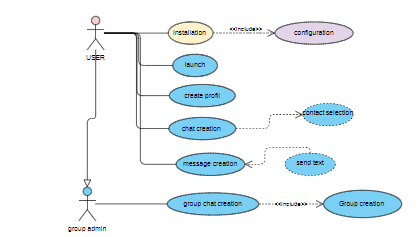 installation
<<include>>
configuration
USER
launch
create profil
contact selection
chat creation
message creation
send text
group chat creation
<<include>>
Group creation
group admin